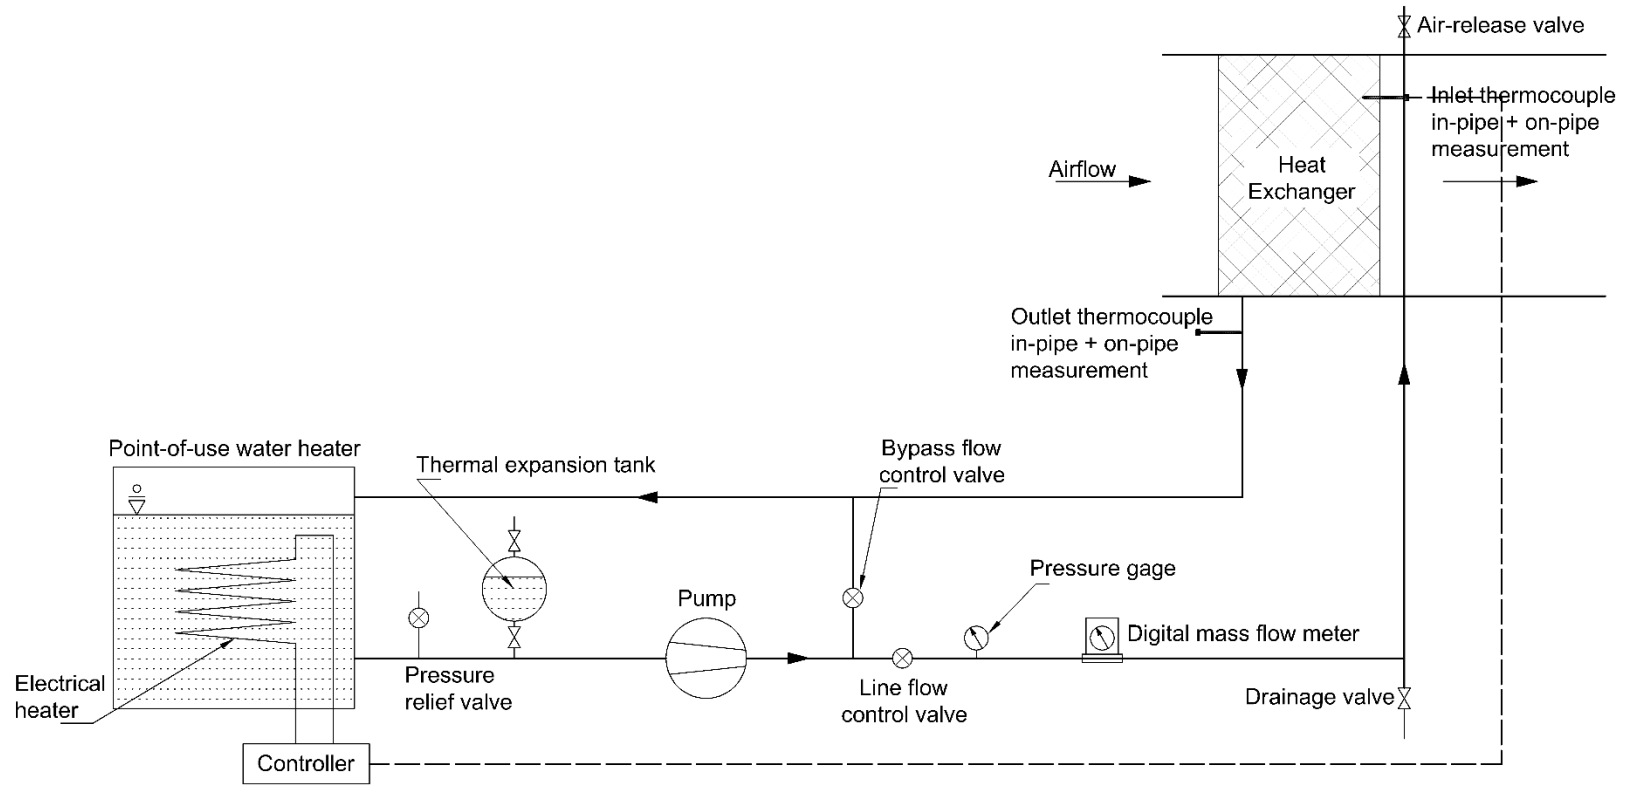 Air-release valve
Inlet thermocouple
in-pipe + on-pipe
measurement
Heat
Exchanger
Airflow
Outlet thermocouple
in-pipe + on-pipe
measurement
Point-of-use water heater
Thermal expansion tank
Bypass flow
control valve
Pressure gage
Pump
Digital mass flow meter
Electrical
heater
Pressure
relief valve
Line flow
control valve
Drainage valve
Controller